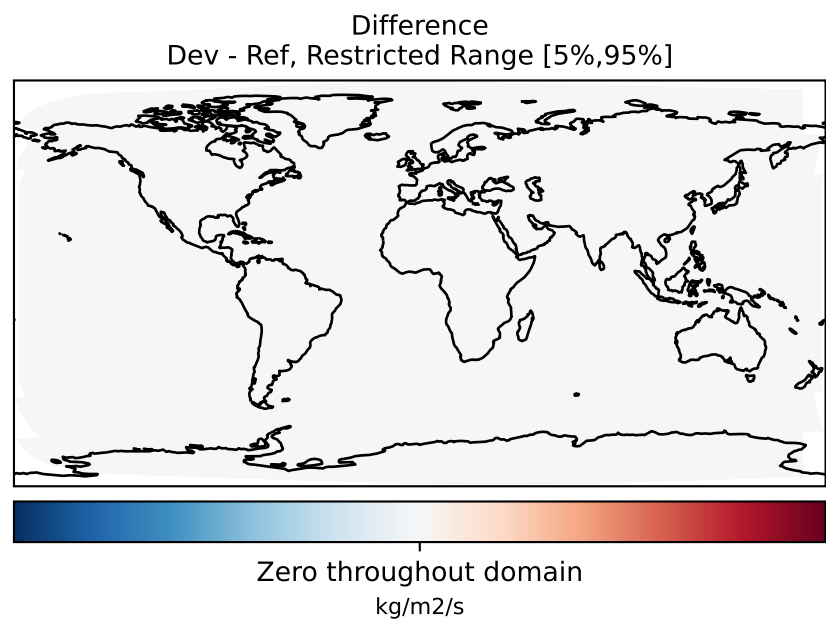 Difference
Dev - Ref, Restricted Range [5%,95%]
Zero throughout domain
kg/m2/s